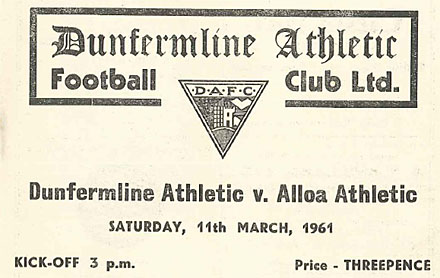 Dunfermline Athletic
Football Club Ltd.
D·A·F·C
Dunfermline Athletic v. Alloa Athletic
SATURDAY, 11th MARCH, 1961
KICK-OFF 3 p.m. Price - THREEPENCE